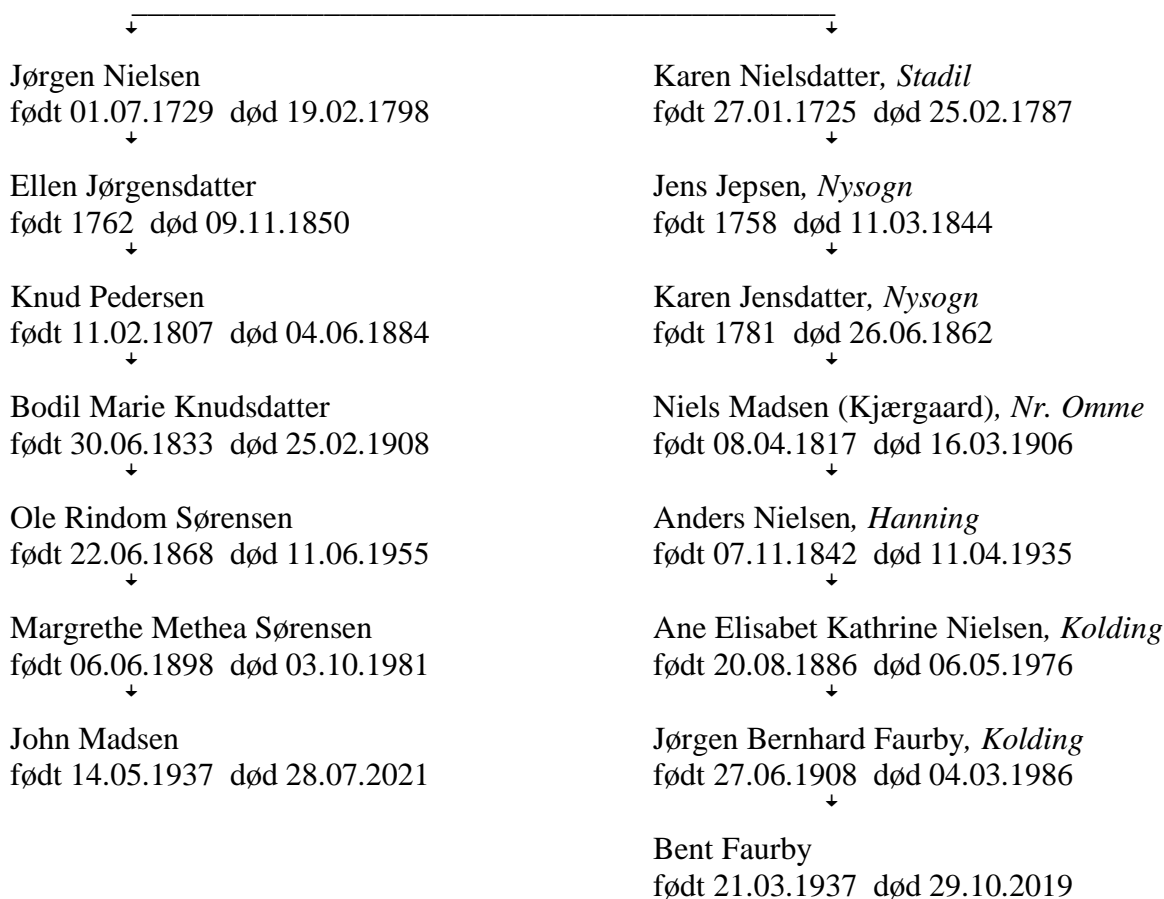 Jørgen Nielsen
født 01.07.1729 død 19.02.1798
Ellen Jørgensdatter
født 1762 død 09.11.1850
Knud Pedersen
født 11.02.1807 død 04.06.1884
Bodil Marie Knudsdatter
født 30.06.1833 død 25.02.1908
Ole Rindom Sørensen
født 22.06.1868 død 11.06.1955
Margrethe Methea Sørensen
født 06.06.1898 død 03.10.1981
John Madsen
født 14.05.1937 død 28.07.2021
Karen Nielsdatter, Stadil
født 27.01.1725 død 25.02.1787
Jens Jepsen, Nysogn
født 1758 død 11.03.1844
Karen Jensdatter, Nysogn
født 1781 død 26.06.1862
Niels Madsen (Kjærgaard), Nr. Omme
født 08.04.1817 død 16.03.1906
Anders Nielsen, Hanning
født 07.11.1842 død 11.04.1935
Ane Elisabet Kathrine Nielsen, Kolding
født 20.08.1886 død 06.05.1976
Jørgen Bernhard Faurby, Kolding
født 27.06.1908 død 04.03.1986
Bent Faurby
født 21.03.1937 død 29.10.2019